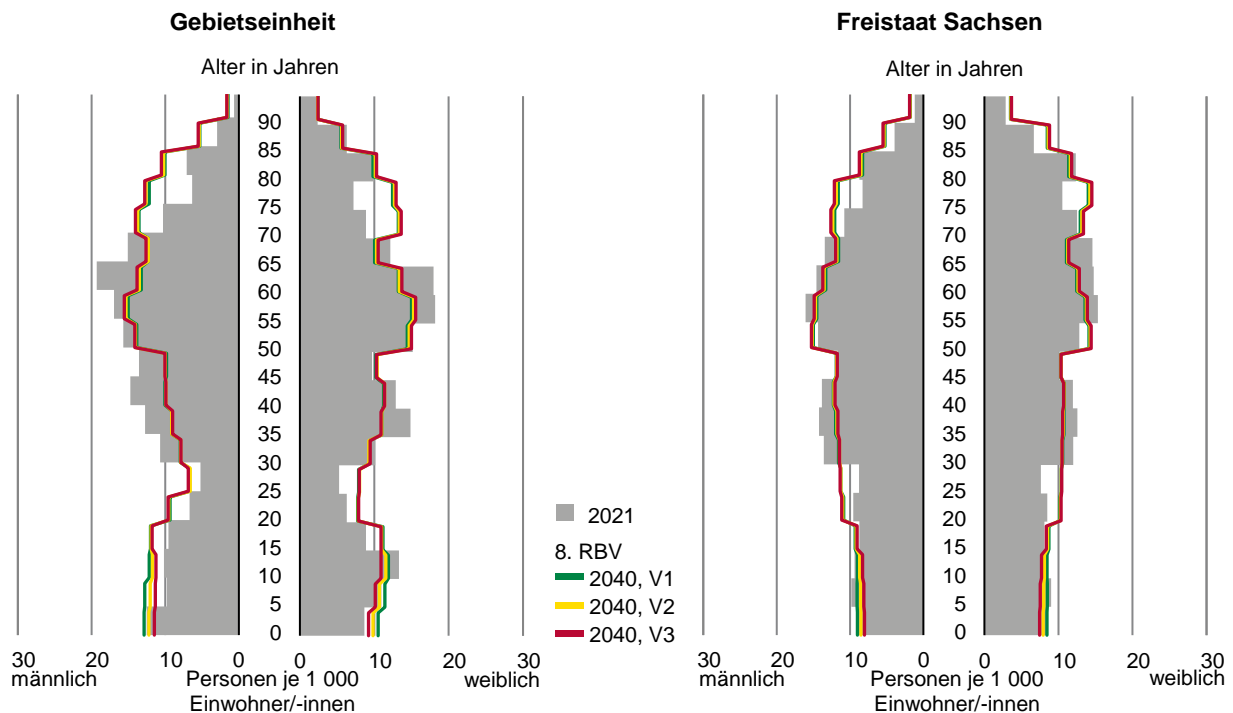 Gebietseinheit
Freistaat Sachsen
Alter in Jahren
Alter in Jahren
90
85
80
75
70
65
60
55
50
45
40
35
30
25
20
15
10
5
0
90
85
80
75
70
65
60
55
50
45
40
35
30
25
20
15
10
5
0
2021
8. RBV
2040, V1
2040, V2
2040, V3
30 20 10 0 0 10 20 30
männlich Personen je 1 000 weiblich
Einwohner/-innen
30 20 10 0 0 10 20 30
männlich Personen je 1 000 weiblich
Einwohner/-innen